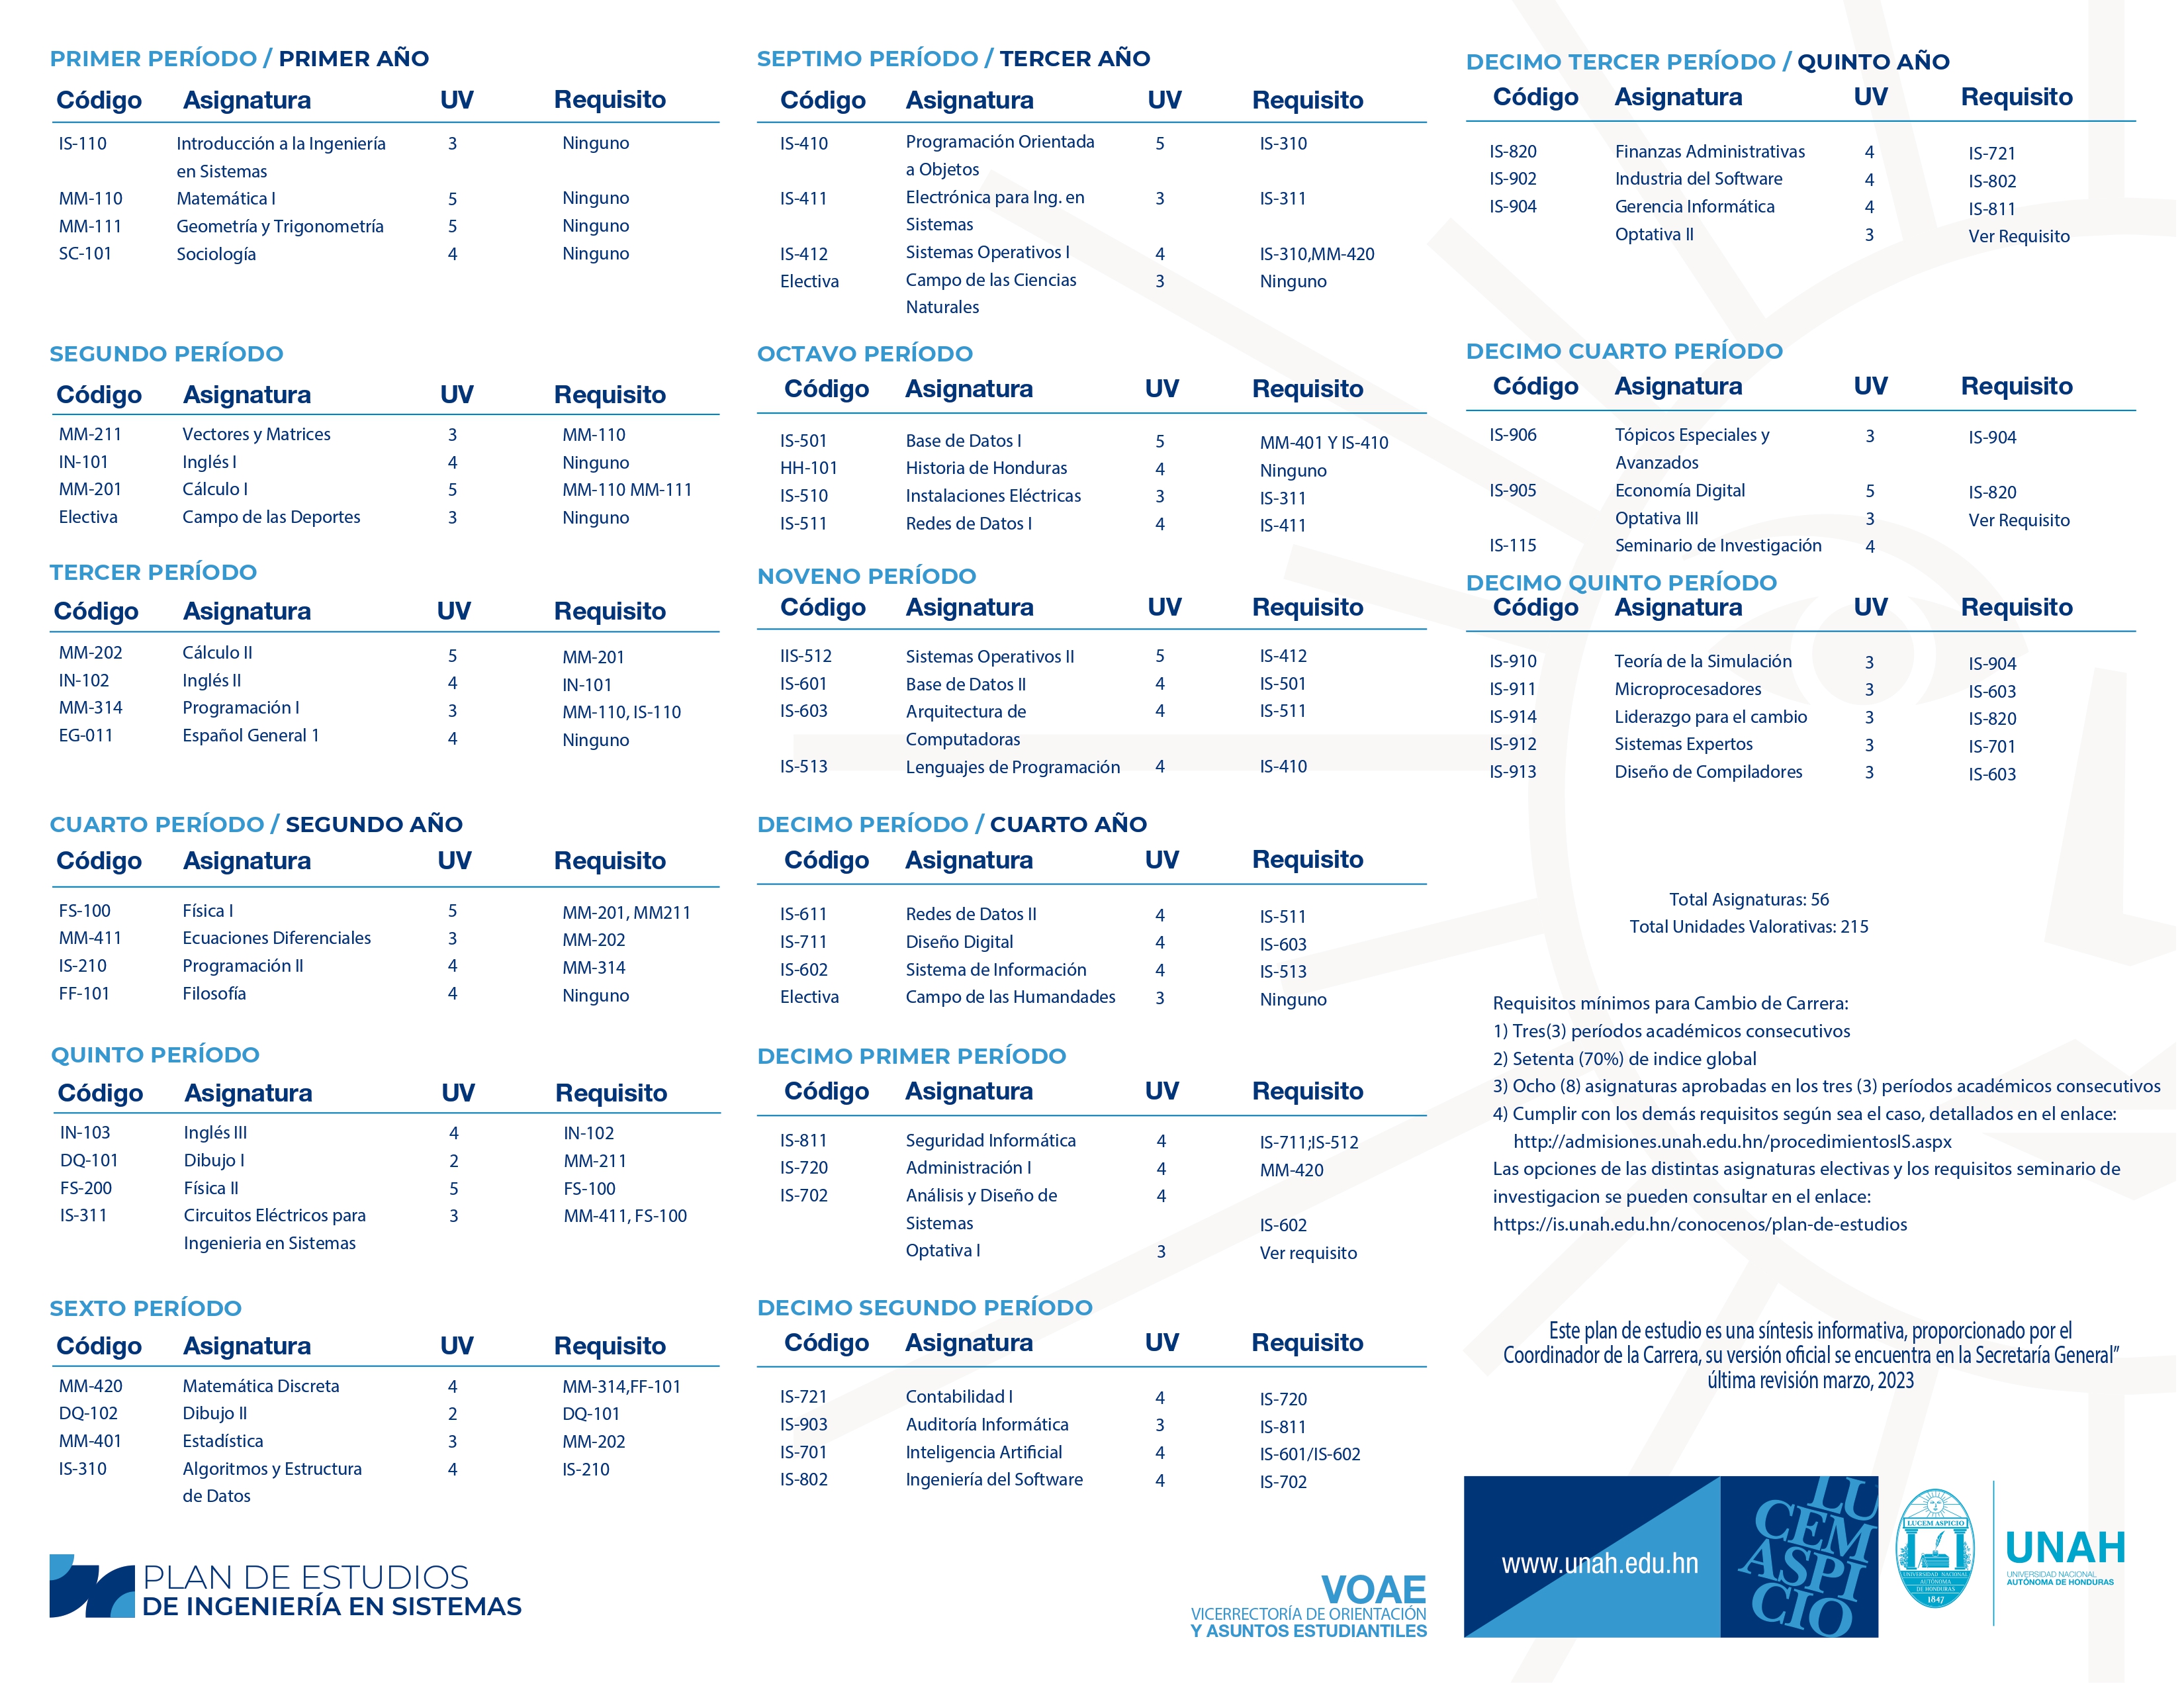 PRIMER PERÍODO / PRIMER AÑO
Código Asignatura UV Requisito
IS-110 Introducción a la Ingeniería 3 Ninguno
en Sistemas
MM-110 Matemática I 5 Ninguno
MM-111 Geometría y Trigonometría 5 Ninguno
SC-101 Sociología 4 Ninguno
SEGUNDO PERÍODO
Código Asignatura UV Requisito
MM-211 Vectores y Matrices 3 MM-110
IN-101 Inglés I 4 Ninguno
MM-201 Cálculo I 5 MM-110 MM-111
Electiva Campo de las Deportes 3 Ninguno
TERCER PERÍODO
Código Asignatura UV Requisito
MM-202 Cálculo II 5 MM-201
IN-102 Inglés II 4 IN-101
MM-314 Programación I 3 MM-110, IS-110
EG-011 Español General 1 4 Ninguno
CUARTO PERÍODO / SEGUNDO AÑO
Código Asignatura UV Requisito
FS-100 Física I 5 MM-201, MM211
MM-411 Ecuaciones Diferenciales 3 MM-202
IS-210 Programación II 4 MM-314
FF-101 Filosofía 4 Ninguno
QUINTO PERÍODO
Código Asignatura UV Requisito
IN-103 Inglés III 4 IN-102
DQ-101 Dibujo I 2 MM-211
FS-200 Física II 5 FS-100
IS-311 Circuitos Eléctricos para 3 MM-411, FS-100
Ingenieria en Sistemas
SEXTO PERÍODO
Código Asignatura UV Requisito
MM-420 Matemática Discreta 4 MM-314,FF-101
DQ-102 Dibujo II 2 DQ-101
MM-401 Estadística 3 MM-202
IS-310 Algoritmos y Estructura 4 IS-210
de Datos
PLAN DE ESTUDIOS
DE INGENIERÍA EN SISTEMAS
SEPTIMO PERÍODO / TERCER AÑO
Código Asignatura UV Requisito
IS-410 Programación Orientada 5 IS-310
a Objetos
IS-411 Electrónica para Ing. en 3 IS-311
Sistemas
IS-412 Sistemas Operativos I 4 IS-310,MM-420
Electiva Campo de las Ciencias 3 Ninguno
Naturales
OCTAVO PERÍODO
Código Asignatura UV Requisito
IS-501 Base de Datos I 5 MM-401 Y IS-410
HH-101 Historia de Honduras 4 Ninguno
IS-510 Instalaciones Eléctricas 3 IS-311
IS-511 Redes de Datos I 4 IS-411
NOVENO PERÍODO
Código Asignatura UV Requisito
IIS-512 Sistemas Operativos II 5 IS-412
IS-601 Base de Datos II 4 IS-501
IS-603 Arquitectura de 4 IS-511
Computadoras
IS-513 Lenguajes de Programación 4 IS-410
DECIMO PERÍODO / CUARTO AÑO
Código Asignatura UV Requisito
IS-611 Redes de Datos II 4 IS-511
IS-711 Diseño Digital 4 IS-603
IS-602 Sistema de Información 4 IS-513
Electiva Campo de las Humandades 3 Ninguno
DECIMO PRIMER PERÍODO
Código Asignatura UV Requisito
IS-811 Seguridad Informática 4 IS-711;IS-512
IS-720 Administración I 4 MM-420
IS-702 Análisis y Diseño de 4
Sistemas IS-602
Optativa I 3 Ver requisito
DECIMO SEGUNDO PERÍODO
Código Asignatura UV Requisito
IS-721 Contabilidad I 4 IS-720
IS-903 Auditoría Informática 3 IS-811
IS-701 Inteligencia Artificial 4 IS-601/IS-602
IS-802 Ingeniería del Software 4 IS-702
VOAE
VICERRECTORÍA DE ORIENTACIÓN
Y ASUNTOS ESTUDIANTILES
DECIMO TERCER PERÍODO / QUINTO AÑO
Código Asignatura UV Requisito
IS-820 Finanzas Administrativas 4 IS-721
IS-902 Industria del Software 4 IS-802
IS-904 Gerencia Informática 4 IS-811
Optativa II 3 Ver Requisito
DECIMO CUARTO PERÍODO
Código Asignatura UV Requisito
IS-906 Tópicos Especiales y 3 IS-904
Avanzados
IS-905 Economía Digital 5 IS-820
Optativa III 3 Ver Requisito
IS-115 Seminario de Investigación 4
DECIMO QUINTO PERÍODO
Código Asignatura UV Requisito
IS-910 Teoría de la Simulación 3 IS-904
IS-911 Microprocesadores 3 IS-603
IS-914 Liderazgo para el cambio 3 IS-820
IS-912 Sistemas Expertos 3 IS-701
IS-913 Diseño de Compiladores 3 IS-603
Total Asignaturas: 56
Total Unidades Valorativas: 215
Requisitos mínimos para Cambio de Carrera:
1) Tres(3) períodos académicos consecutivos
2) Setenta (70%) de indice global
3) Ocho (8) asignaturas aprobadas en los tres (3) períodos académicos consecutivos
4) Cumplir con los demás requisitos según sea el caso, detallados en el enlace:
http://admisiones.unah.edu.hn/procedimientosIS.aspx
Las opciones de las distintas asignaturas electivas y los requisitos seminario de
investigacion se pueden consultar en el enlace:
https://is.unah.edu.hn/conocenos/plan-de-estudios
Este plan de estudio es una síntesis informativa, proporcionado por el
Coordinador de la Carrera, su versión oficial se encuentra en la Secretaría General”
última revisión marzo, 2023
www.unah.edu.hn
LU
CEM
ASPI
CIO
LUCEM ASPICIO
UNIVERSIDAD NACIONAL
AUTÓNOMA
DE HONDURAS
1847
UNAH
UNIVERSIDAD NACIONAL
AUTÓNOMA DE HONDURAS